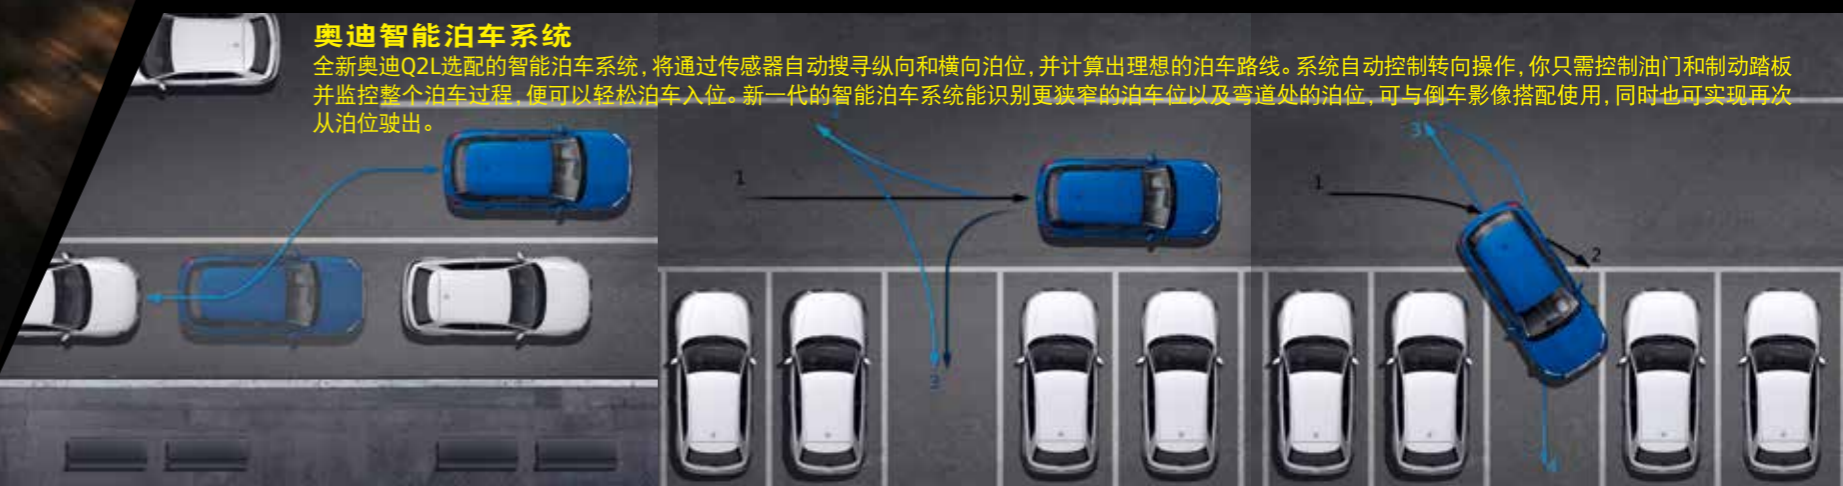 奥迪智能泊车系统
全新奥迪Q2L选配的智能泊车系统,将通过传感器自动搜寻纵向和横向泊位,并计算出理想的泊车路线。系统自动控制转向操作,你只需控制油门和制动踏板
并监控整个泊车过程,便可以轻松泊车入位。新一代的智能泊车系统能识别更狭窄的泊车位以及弯道处的泊位,可与倒车影像搭配使用,同时也可实现再次
从泊位驶出。
1
3
3
1
2
4